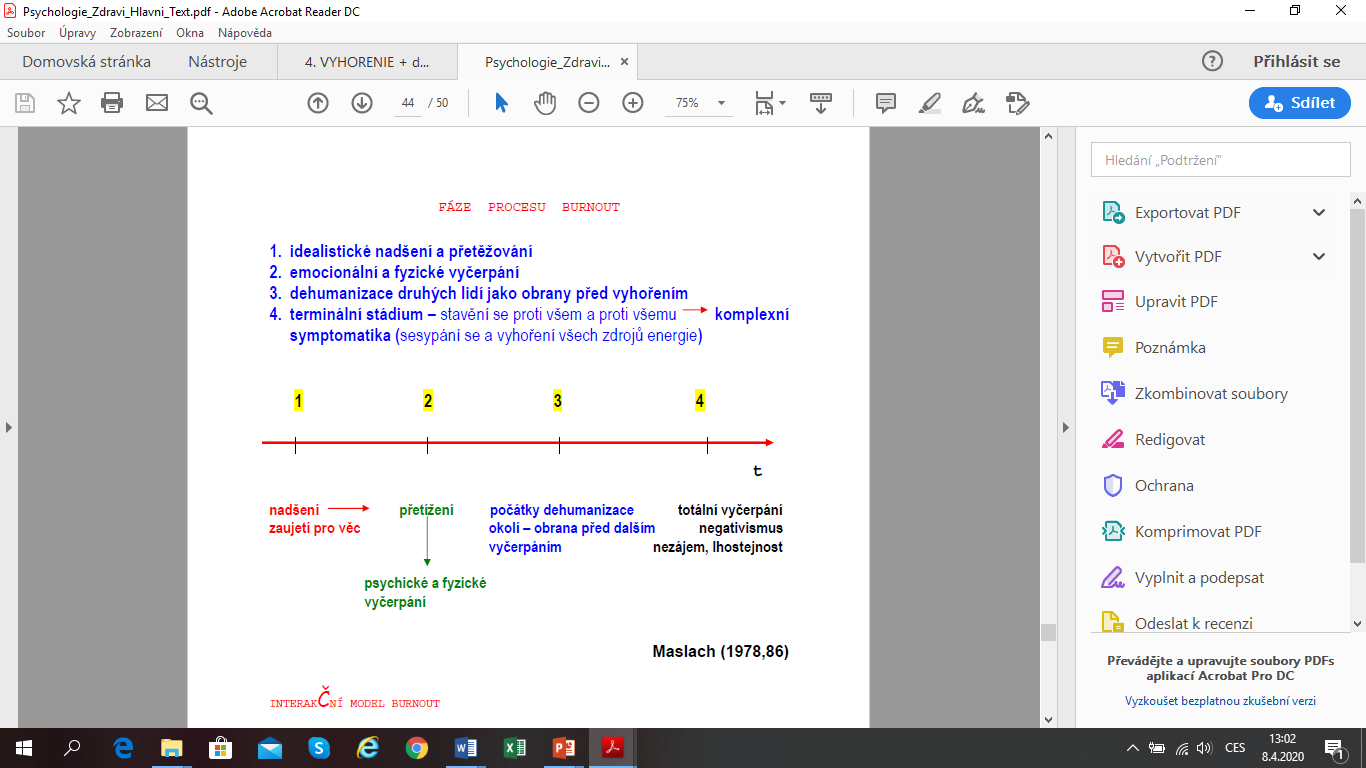 Psychologie_Zdravi_Hlavni_Text.pdf - Adobe Acrobat Reader DC
Soubor Úpravy Zobrazení Okna Nápověda
Domovská stránka Nástroje 4. VYHORENIE + d... Psychologie_Zdravi... × Přihlásit se
44 / 50 75% Sdílet
FÁZE PROCESU BURNOUT
1. idealistické nadšení a přetěžování
2. emocionální a fyzické vyčerpání
3. dehumanizace druhých lidí jako obrany před vyhořením
4. terminální stádium – stavění se proti všem a proti všemu → komplexní
symptomatika (sesypání se a vyhoření všech zdrojů energie)
1 2 3 4
t
nadšení → přetížení počátky dehumanizace totální vyčerpání
zaujetí pro věc okolí – obrana před dalším negativismus
vyčerpáním nezájem, lhostejnost
psychické a fyzické
vyčerpání
Maslach (1978,86)
INTERAKČNÍ MODEL BURNOUT
Hledání „Podtržení"
Exportovat PDF
Vytvořit PDF
Upravit PDF
Poznámka
Zkombinovat soubory
Redigovat
Ochrana
Komprimovat PDF
Vyplnit a podepsat
Odeslat k recenzi
Převádějte a upravujte soubory PDFs
aplikací Acrobat Pro DC
Vyzkoušet bezplatnou zkušební verzi
CES 13:02
8.4.2020